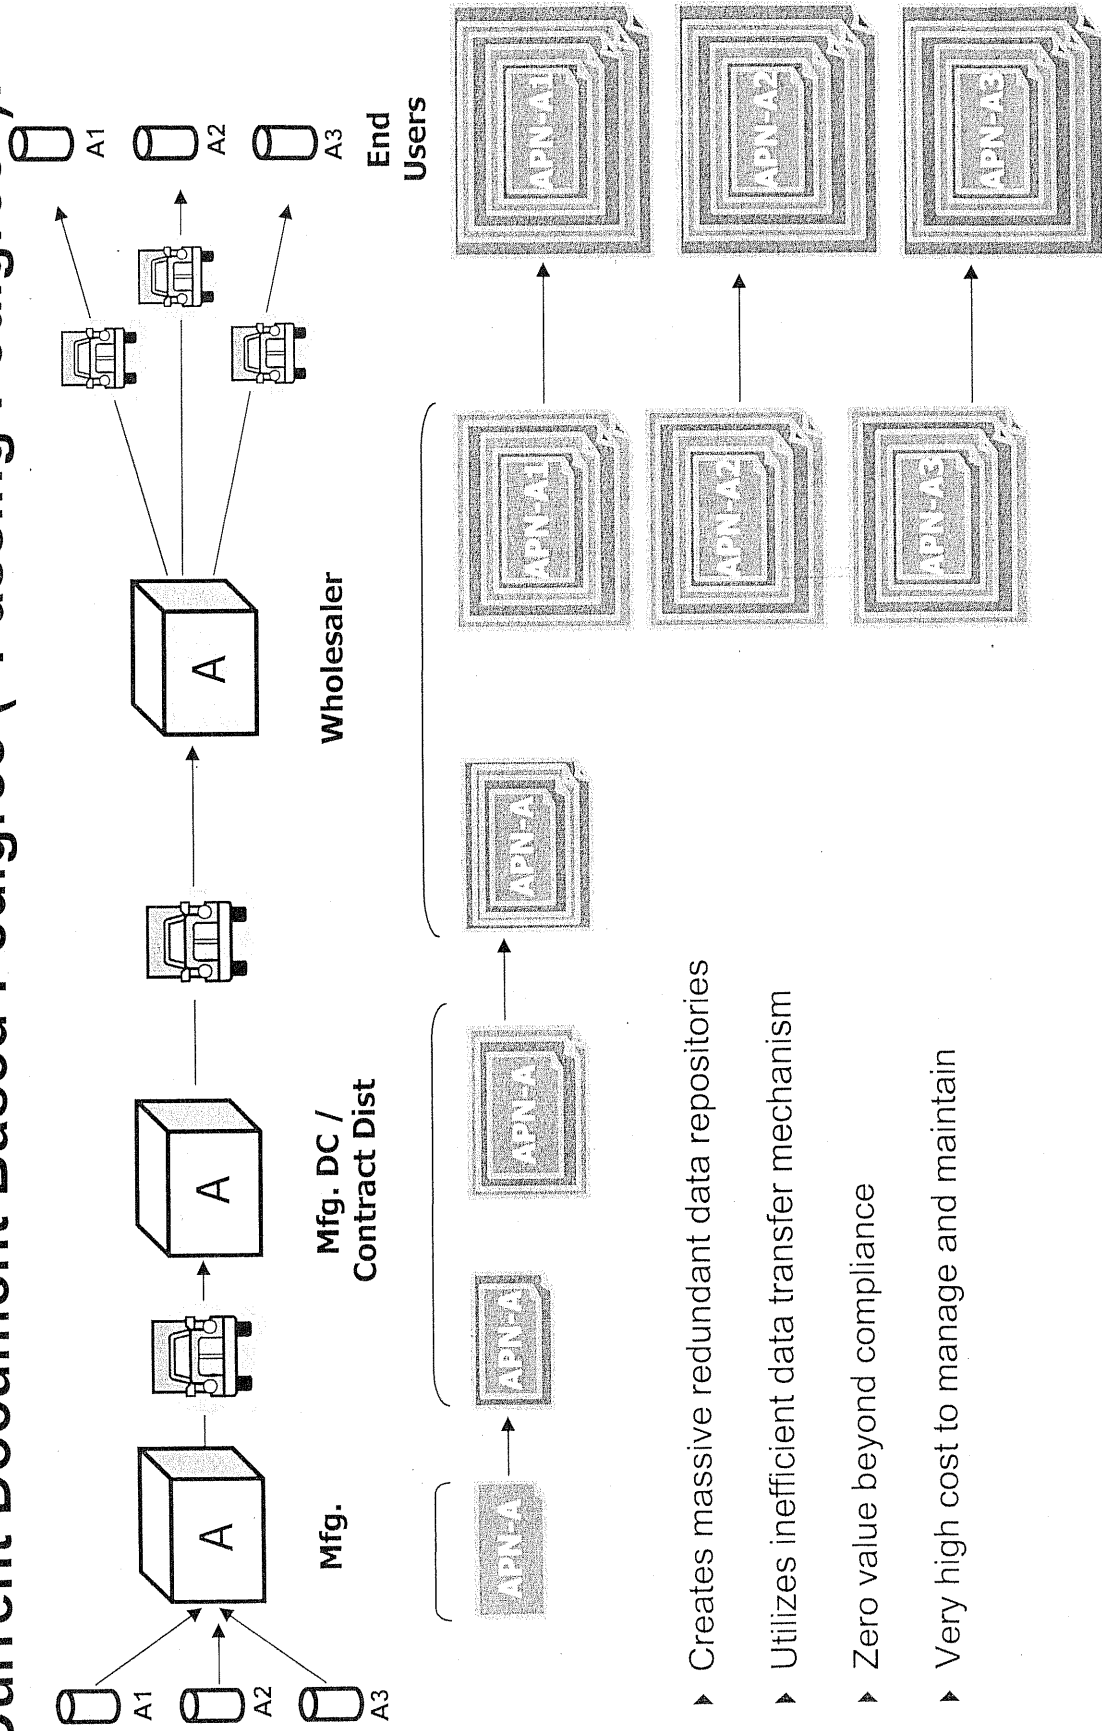 Current Document Based Pedigree ("Passing Pedigrees")
A1
A2
A3
A
A
A
A1
A2
A3
Mfg.
Mfg. DC /
Contract Dist
Wholesaler
End
Users
APN-A
APN-A
APN-A
APN-A
APN-A1
APN-A2
APN-A3
APN-A1
APN-A2
APN-A3
Creates massive redundant data repositories
Utilizes inefficient data transfer mechanism
Zero value beyond compliance
Very high cost to manage and maintain